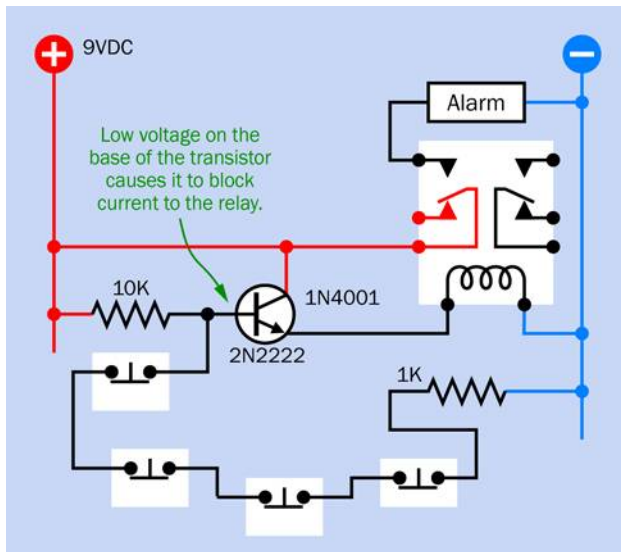 9VDC
Alarm
Low voltage on the
base of the transistor
causes it to block
current to the relay.
10K
1N4001
2N2222
1K